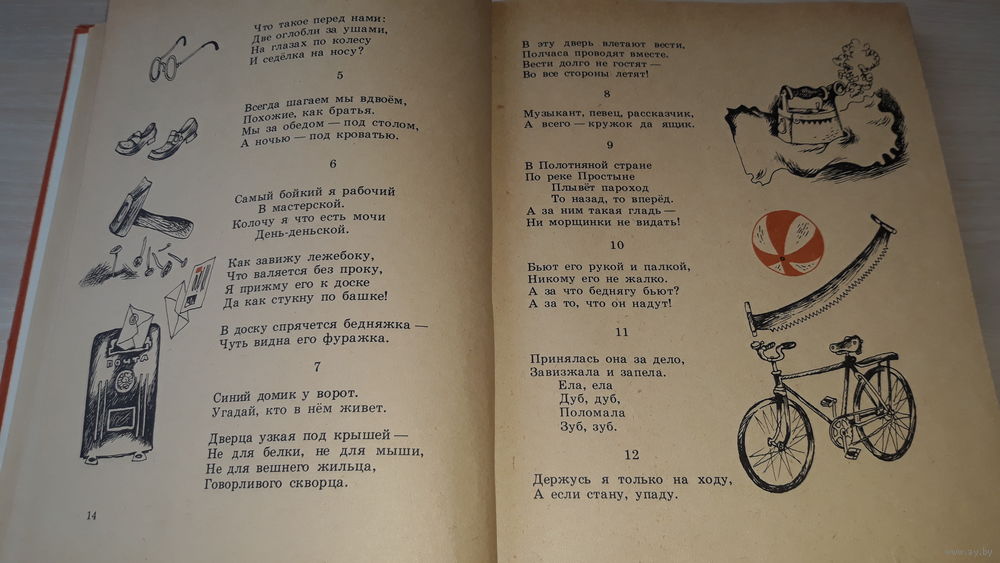 Что такое перед нами:
Две оглобли за ушами,
На глазах по колесу
И седёлка на носу?
5
Всегда шагаем мы вдвоём,
Похожие, как братья.
Мы за обедом — под столом,
А ночью — под кроватью.
6
Самый бойкий я рабочий
В мастерской.
Колочу я что есть мочи
День-деньской.
Как завижу лежебоку,
Что валяется без проку,
Я прижму его к доске
Да как стукну по башке!
В доску спрячется бедняжка —
Чуть видна его фуражка.
7
Синий домик у ворот.
Угадай, кто в нём живет.
Дверца узкая под крышей —
Не для белки, не для мыши,
Не для вешнего жильца,
Говорливого скворца.
ПОЧТА
14
В эту дверь влетают вести,
Полчаса проводят вместе.
Вести долго не гостят —
Во все стороны летят!
8
Музыкант, певец, рассказчик,
А всего — кружок да ящик.
9
В Полотняной стране
По реке Простыне
Плывёт пароход
То назад, то вперёд.
А за ним такая гладь —
Ни морщинки не видать!
10
Бьют его рукой и палкой,
Никому его не жалко.
А за что беднягу бьют?
А за то, что он надут!
11
Принялась она за дело,
Завизжала и запела.
Ела, ела
Дуб, дуб,
Поломала
Зуб, зуб.
12
Держусь я только на ходу,
А если стану, упаду.
www.ay.by